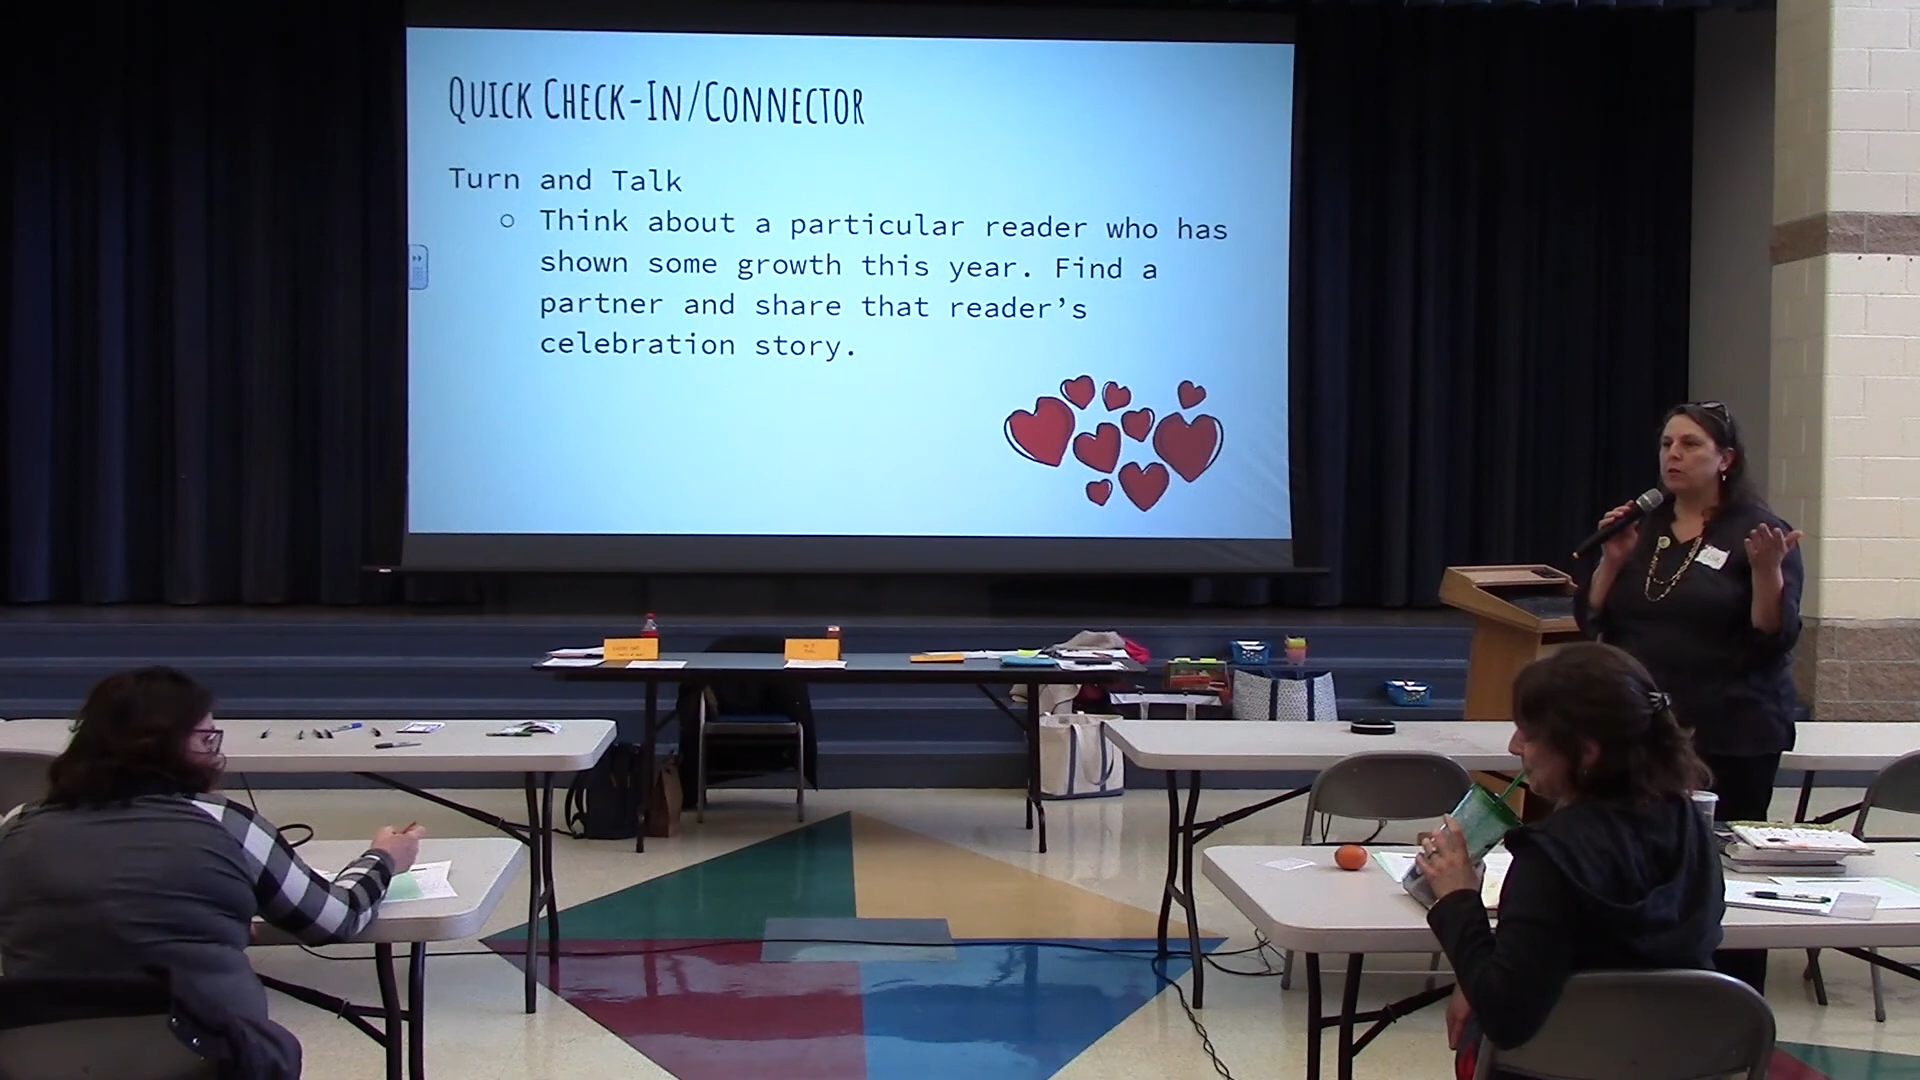 Quick Check-In/Connector
Turn and Talk
Think about a particular reader who has
shown some growth this year. Find a
partner and share that reader’s
celebration story.